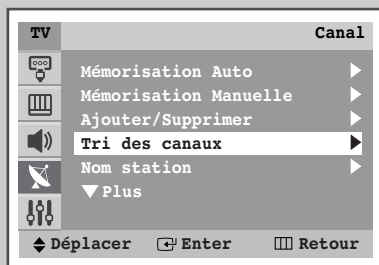 TV Canal
Mémorisation Auto
Mémorisation Manuelle
Ajouter/Supprimer
Tri des canaux
Nom station
Plus
Déplacer Enter Retour